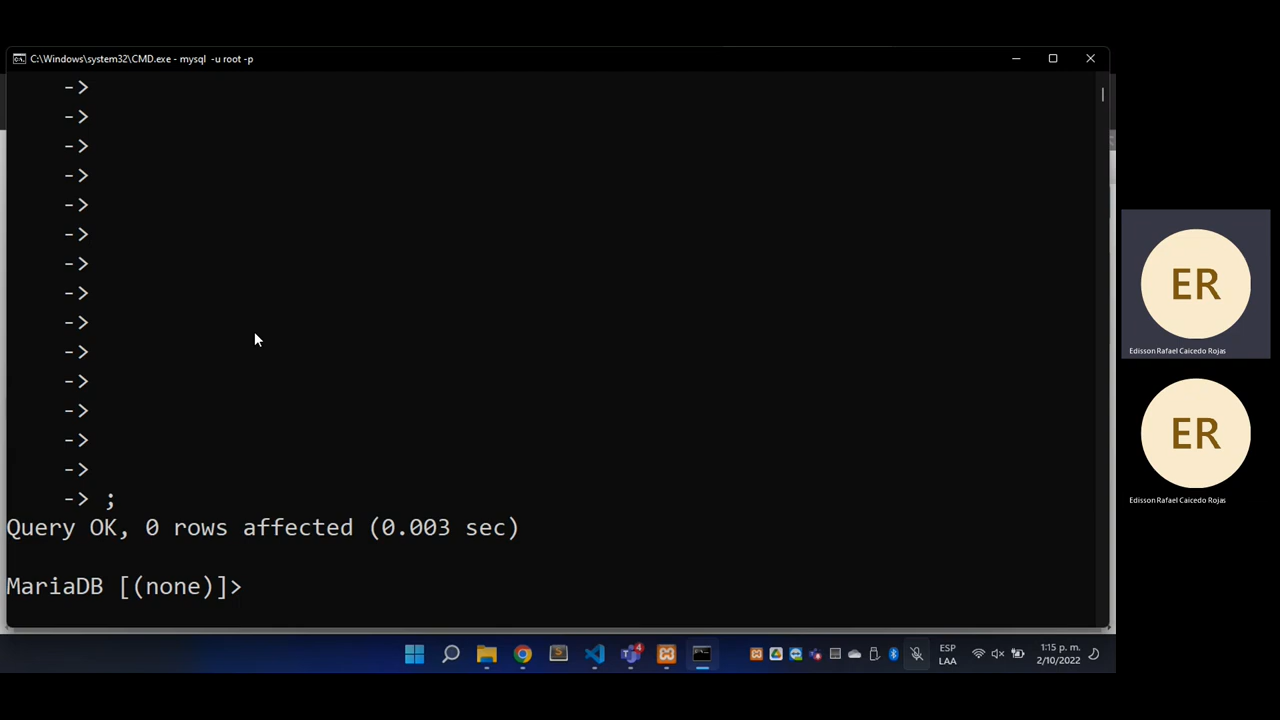 C:\Windows\system32\CMD.exe - mysql -u root -p
->
->
->
->
->
->
->
->
->
->
->
->
->
->
-> ;
Query OK, 0 rows affected (0.003 sec)
MariaDB [(none)]>
ER
Edisson Rafael Caicedo Rojas
ER
Edisson Rafael Caicedo Rojas
4
ESP
LAA
1:15 p. m.
2/10/2022